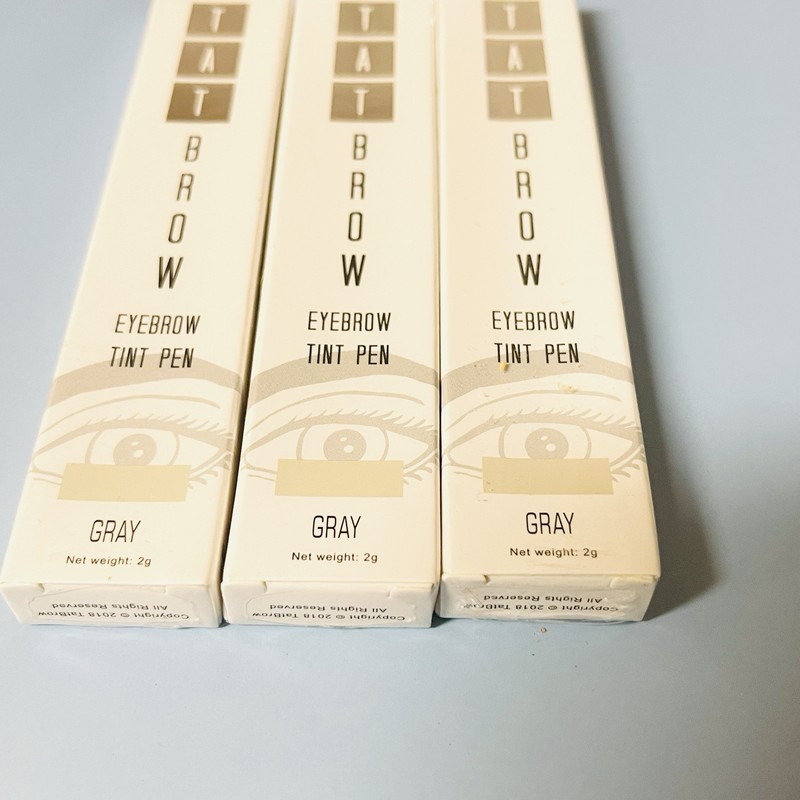 T
A
T
B
R
O
W
EYEBROW
TINT PEN
GRAY
Net weight: 2g
Copyright © 2018 TatBrow
All Rights Reserved
T
A
T
B
R
O
W
EYEBROW
TINT PEN
GRAY
Net weight: 2g
Copyright © 2018 TatBrow
All Rights Reserved
T
A
T
B
R
O
W
EYEBROW
TINT PEN
GRAY
Net weight: 2g
Copyright © 2018 TatBrow
All Rights Reserved